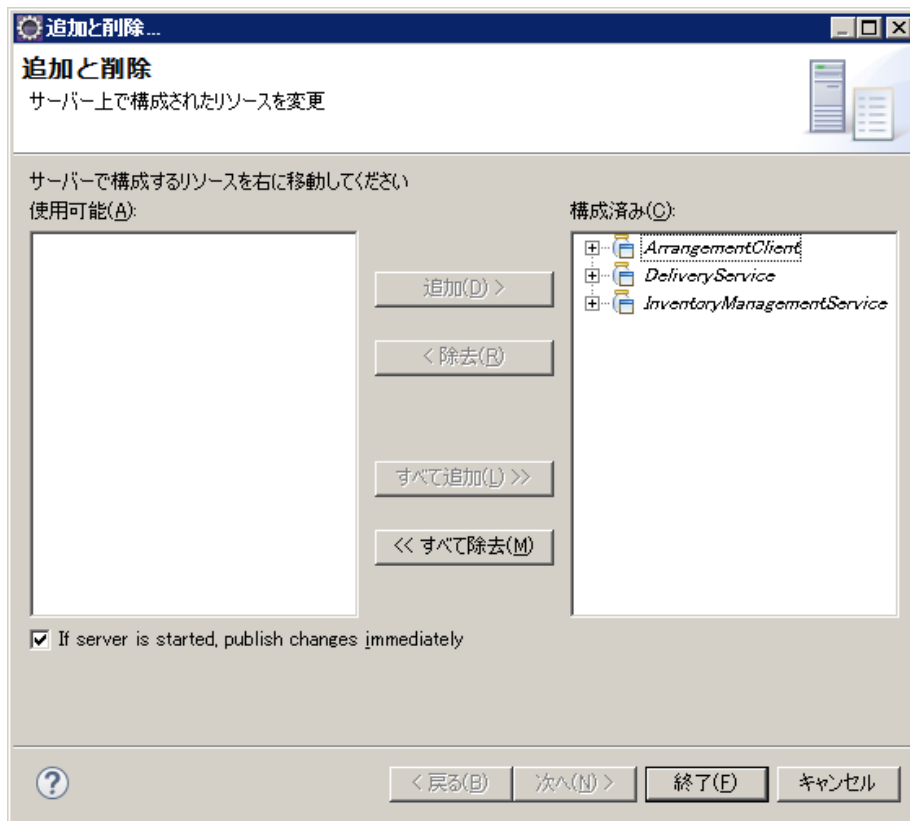 追加と削除...
追加と削除
サーバー上で構成されたリソースを変更
サーバーで構成するリソースを右に移動してください
使用可能(A):
構成済み(C):
ArrangementClient
DeliveryService
InventoryManagementService
追加(D) >
< 除去(R)
すべて追加(L) >>
<< すべて除去(M)
If server is started, publish changes immediately
?
< 戻る(B)
次へ(N) >
終了(F)
キャンセル